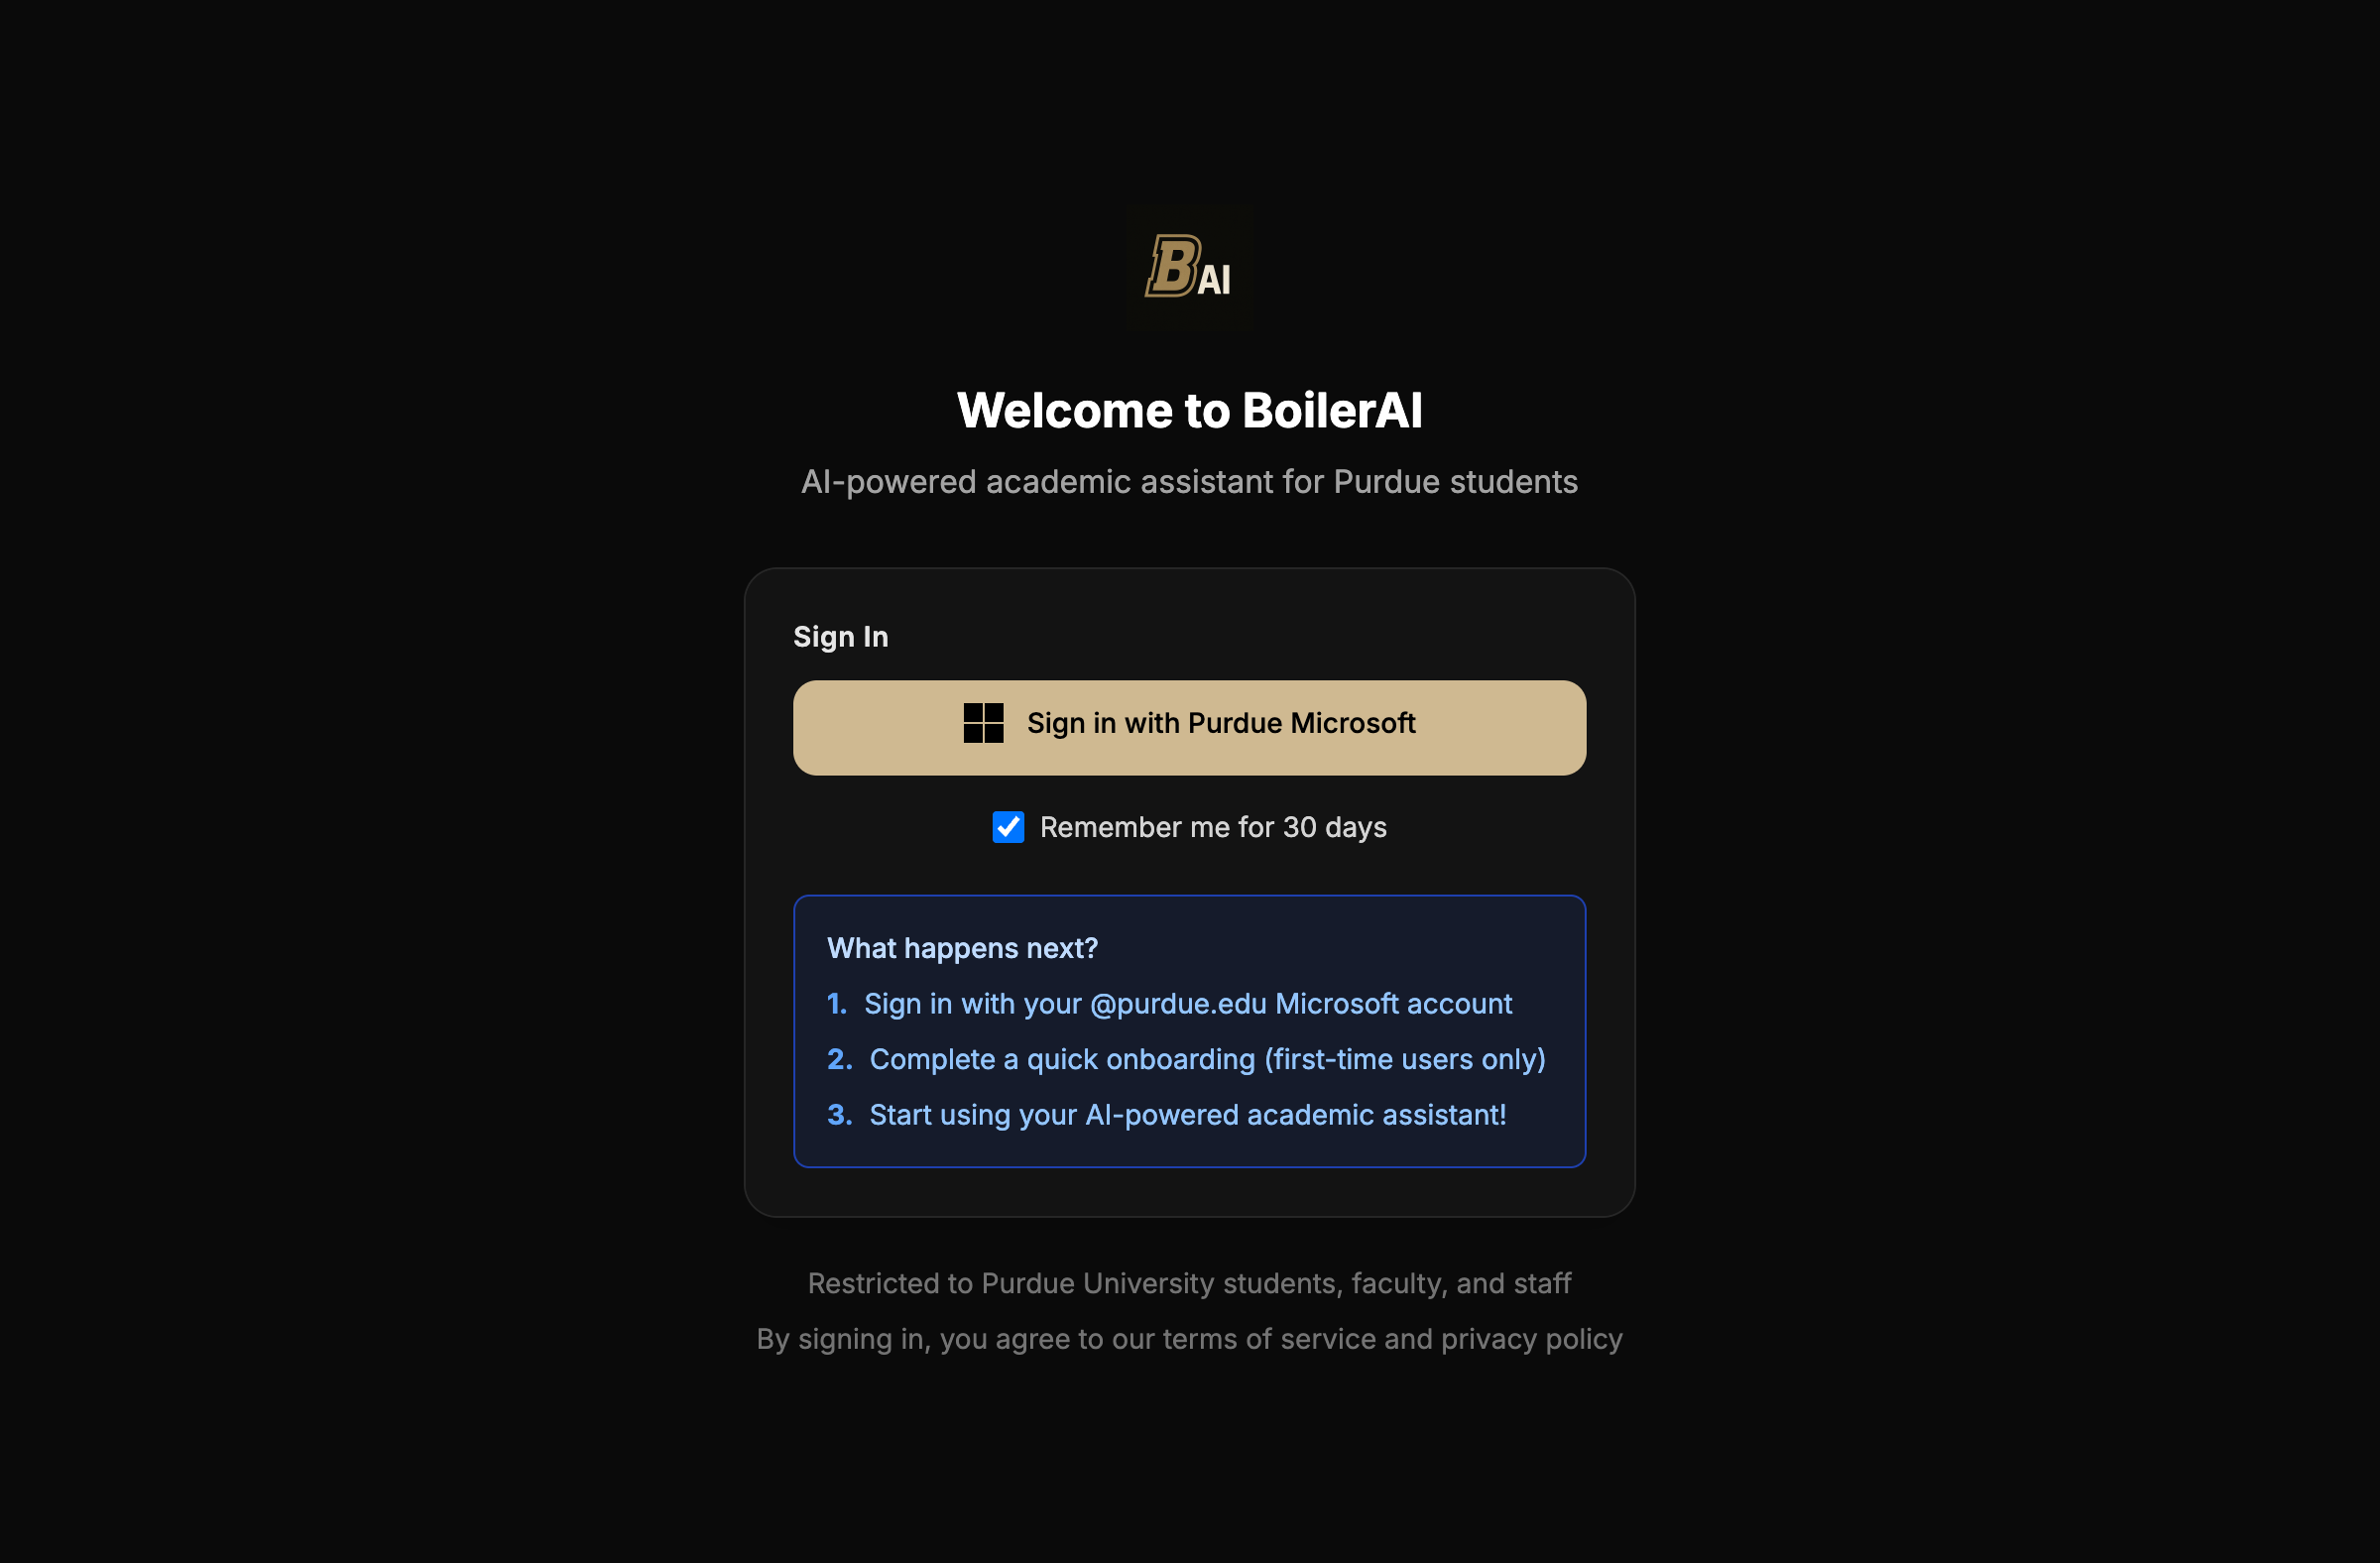 BAI
Welcome to BoilerAI
AI-powered academic assistant for Purdue students
Sign In
Sign in with Purdue Microsoft
Remember me for 30 days
What happens next?
1. Sign in with your @purdue.edu Microsoft account
2. Complete a quick onboarding (first-time users only)
3. Start using your AI-powered academic assistant!
Restricted to Purdue University students, faculty, and staff
By signing in, you agree to our terms of service and privacy policy